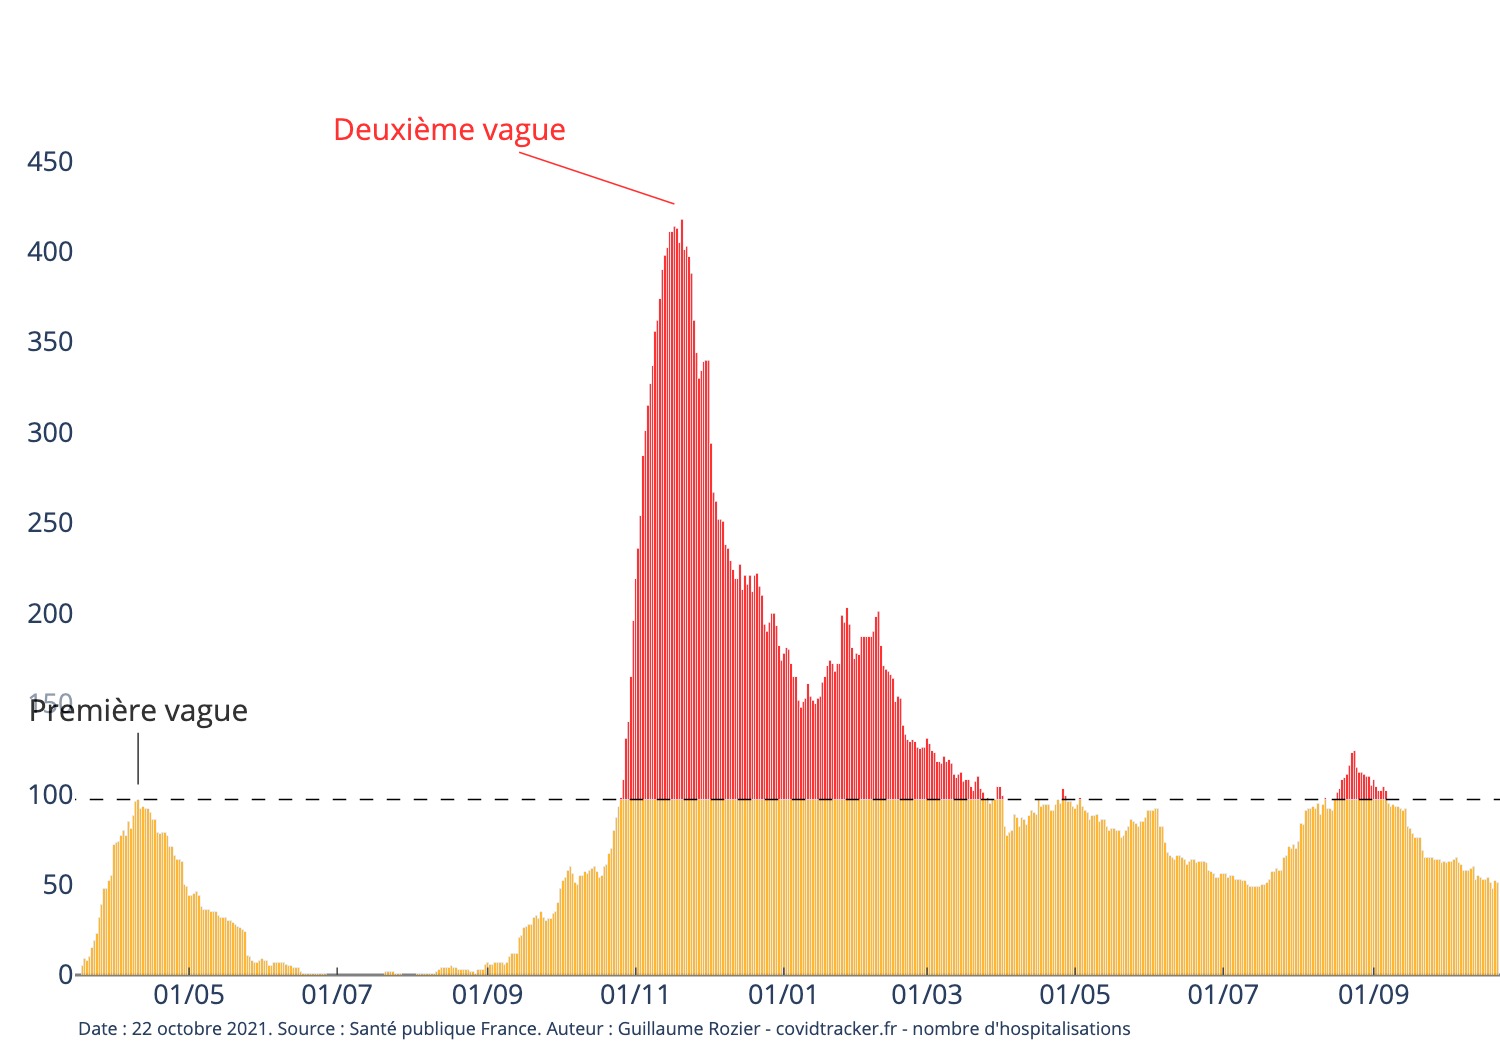 Deuxième vague
450
400
350
300
250
200
150
Première vague
100
50
0
01/05 01/07 01/09 01/11 01/01 01/03 01/05 01/07 01/09
Date : 22 octobre 2021. Source : Santé publique France. Auteur : Guillaume Rozier - covidtracker.fr - nombre d'hospitalisations